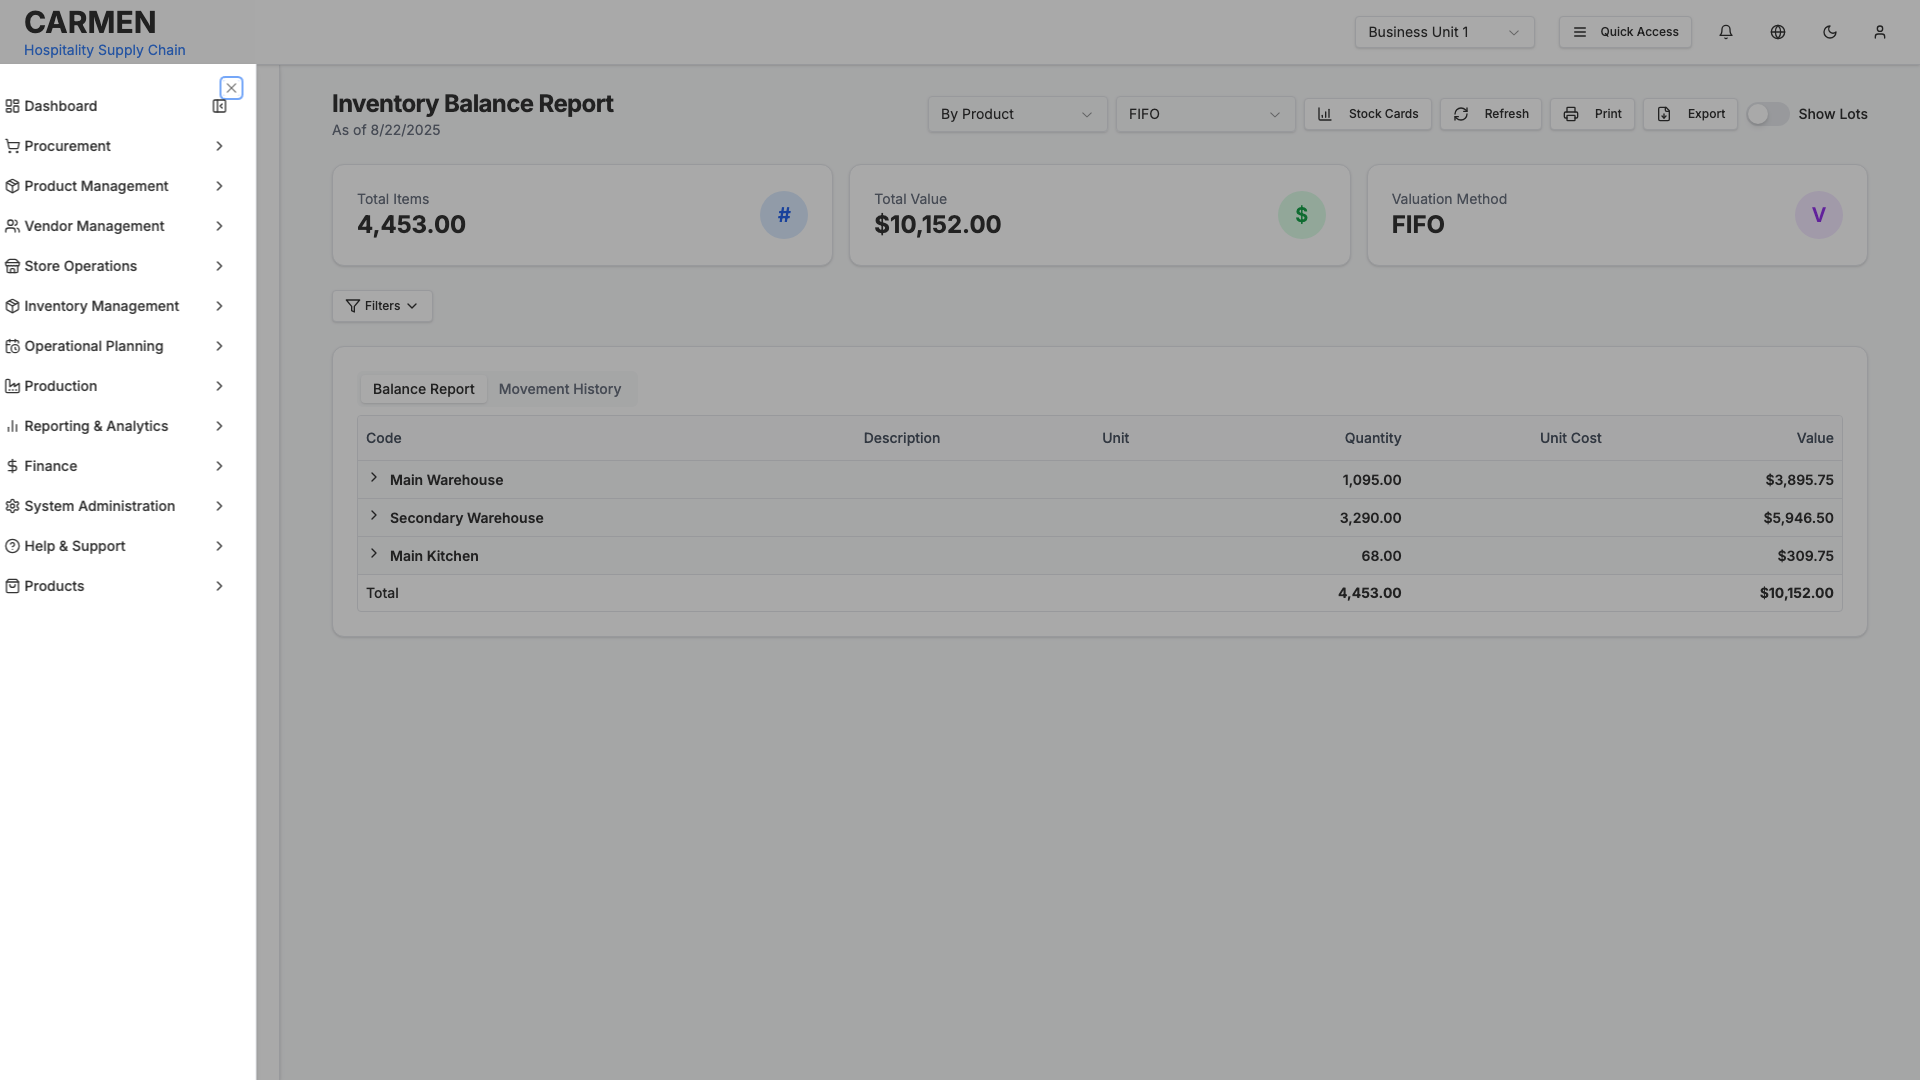 CARMEN
Hospitality Supply Chain
Business Unit 1
Quick Access
Dashboard
Procurement
Product Management
Vendor Management
Store Operations
Inventory Management
Operational Planning
Production
Reporting & Analytics
Finance
System Administration
Help & Support
Products
Inventory Balance Report
As of 8/22/2025
By Product
FIFO
Stock Cards
Refresh
Print
Export
Show Lots
Total Items
4,453.00
#
Total Value
$10,152.00
$
Valuation Method
FIFO
V
Filters
Balance Report Movement History
Code Description Unit Quantity Unit Cost Value
Main Warehouse 1,095.00 $3,895.75
Secondary Warehouse 3,290.00 $5,946.50
Main Kitchen 68.00 $309.75
Total 4,453.00 $10,152.00